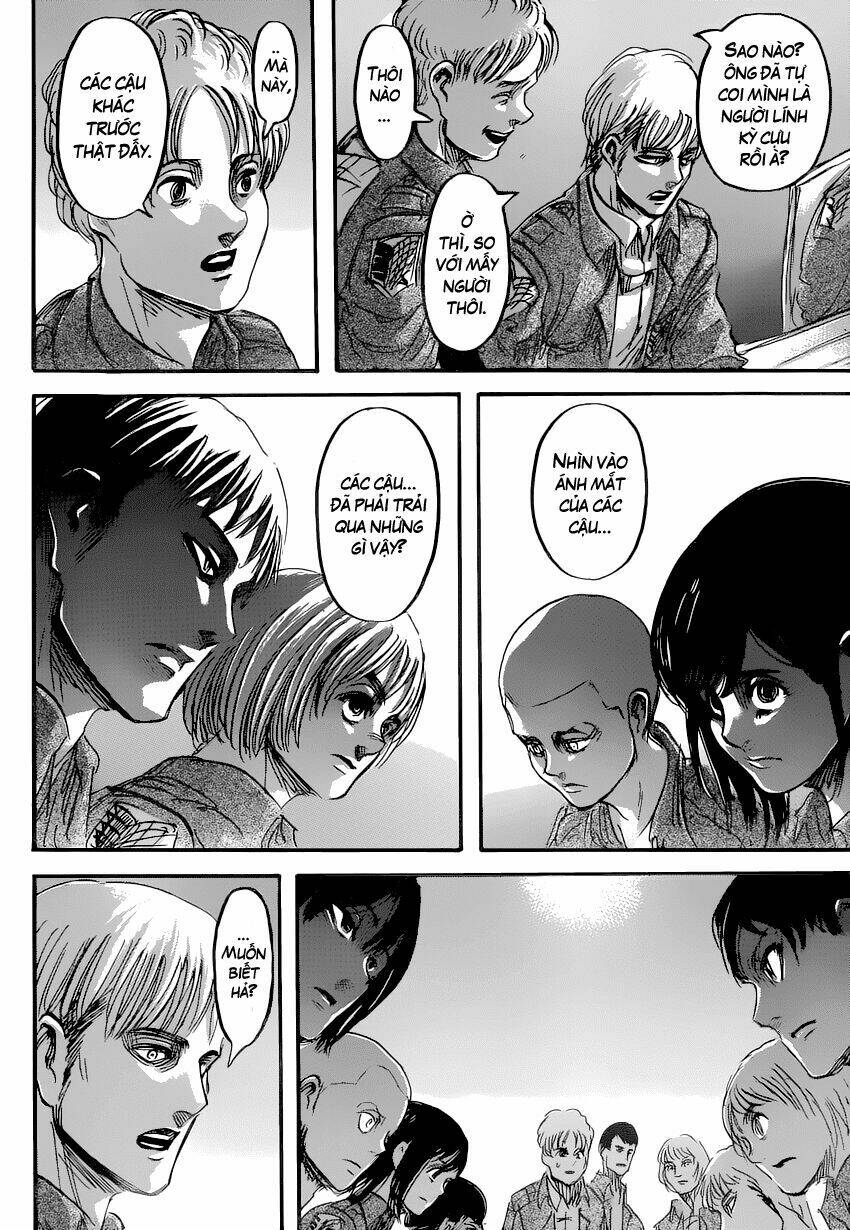 SAO NÀO?
ÔNG ĐÃ TỰ
COI MÌNH LÀ
NGƯỜI LÍNH
KỲ CỰU
RỒI À?
THÔI
NÀO
...
Ở
THÌ, SO
VỚI MẤY
NGƯỜI
THÔI.
..
MÀ
NÀY,
CÁC CẬU
KHÁC
TRƯỚC
THẬT ĐẤY.
NHÌN VÀO
ÁNH MẮT
CỦA CÁC
CẬU...
CÁC CẬU...
ĐÃ PHẢI TRẢI
QUA NHỮNG
GÌ VẬY?
...
MUỐN
BIẾT
HẢ?